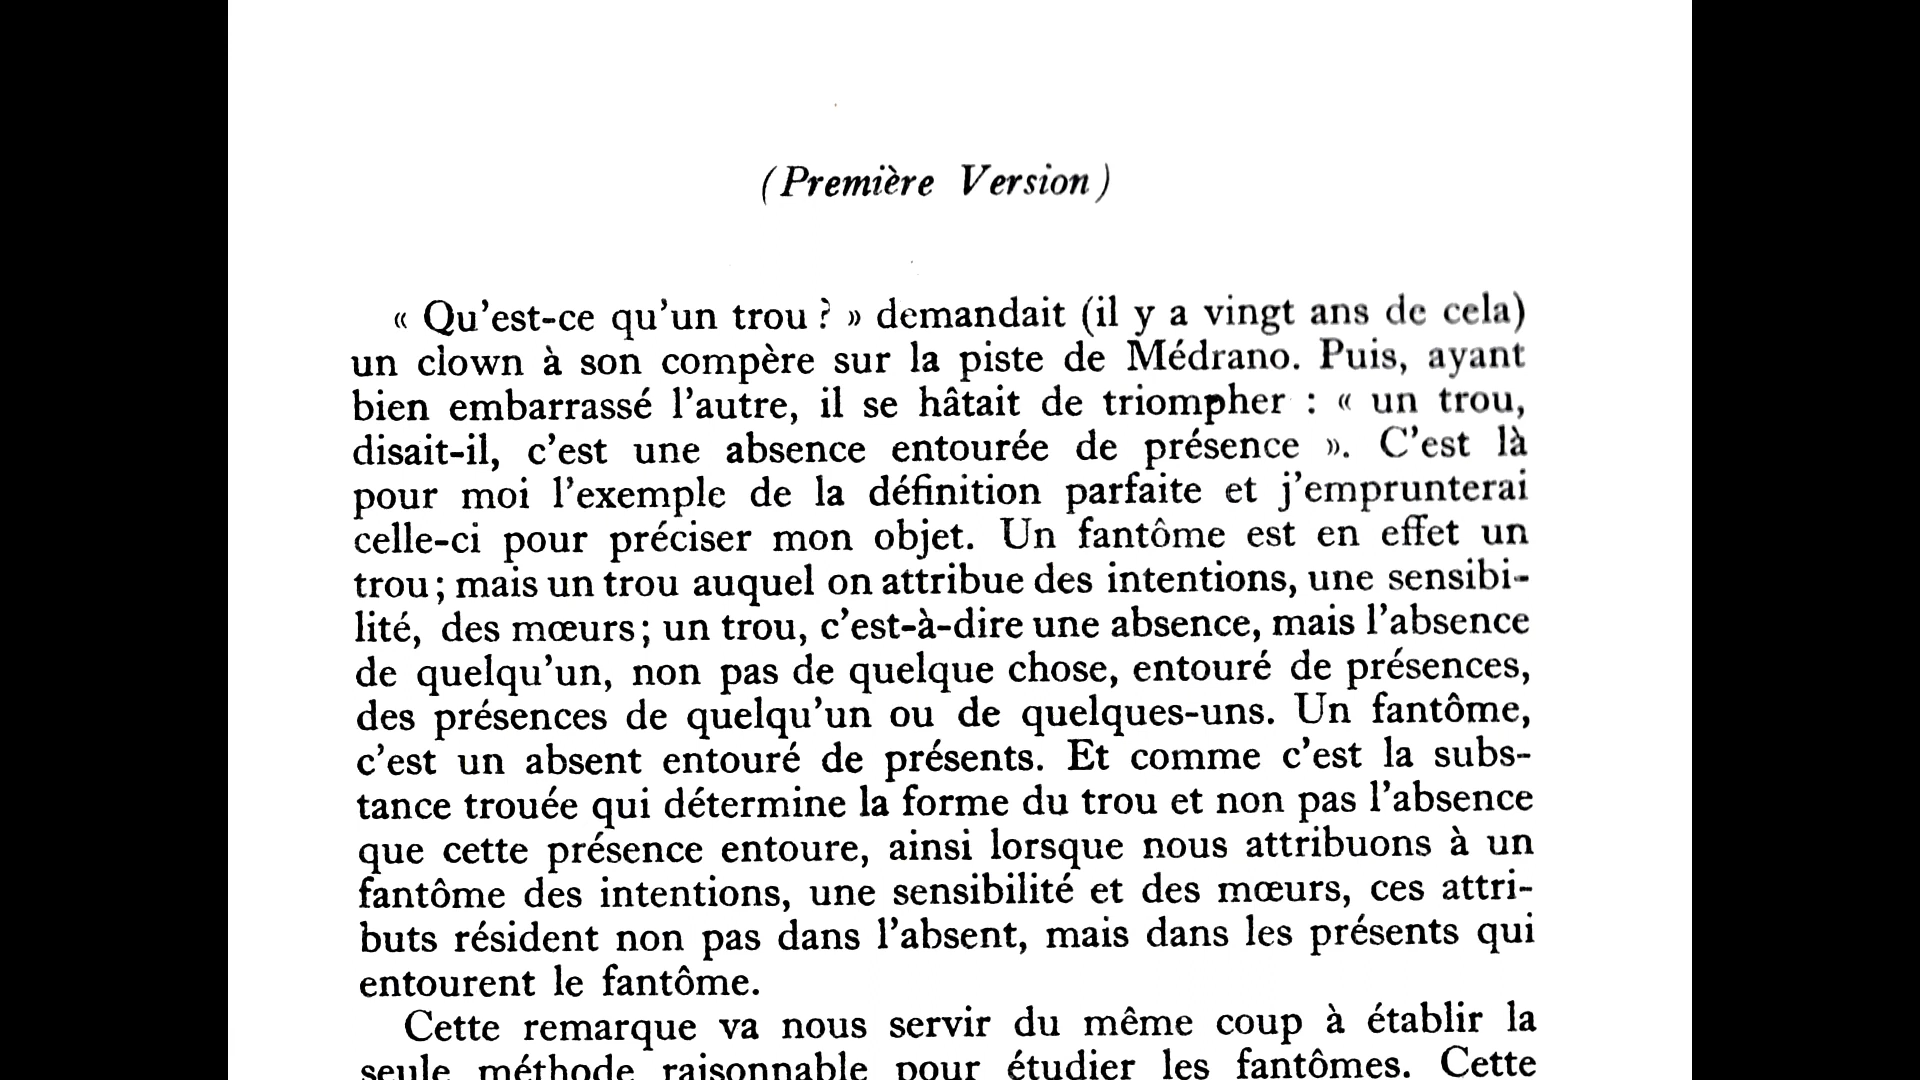 (Première Version)
« Qu'est-ce qu'un trou ? » demandait (il y a vingt ans de cela)
un clown à son compère sur la piste de Médrano. Puis, ayant
bien embarrassé l'autre, il se hâtait de triompher : « un trou,
disait-il, c'est une absence entourée de présence ». C'est là
pour moi l'exemple de la définition parfaite et j'emprunterai
celle-ci pour préciser mon objet. Un fantôme est en effet un
trou; mais un trou auquel on attribue des intentions, une sensibi-
lité, des mœurs; un trou, c'est-à-dire une absence, mais l'absence
de quelqu'un, non pas de quelque chose, entouré de présences,
des présences de quelqu'un ou de quelques-uns. Un fantôme,
c'est un absent entouré de présents. Et comme c'est la subs-
tance trouée qui détermine la forme du trou et non pas l'absence
que cette présence entoure, ainsi lorsque nous attribuons à un
fantôme des intentions, une sensibilité et des mœurs, ces attri-
buts résident non pas dans l'absent, mais dans les présents qui
entourent le fantôme.
Cette remarque va nous servir du même coup à établir la
seule méthode raisonnable pour étudier les fantômes. Cette